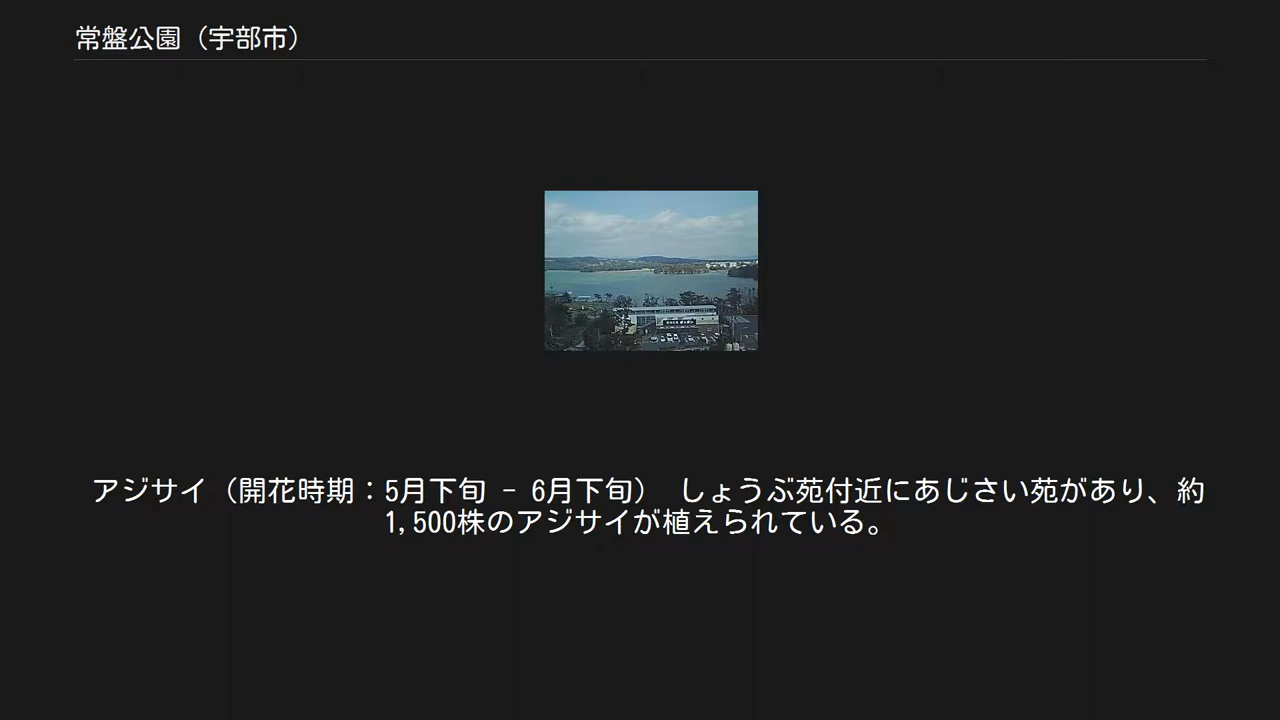 常盤公園（宇部市）
アジサイ（開花時期：5月下旬 - 6月下旬） しょうぶ苑付近にあじさい苑があり、約
1,500株のアジサイが植えられている。